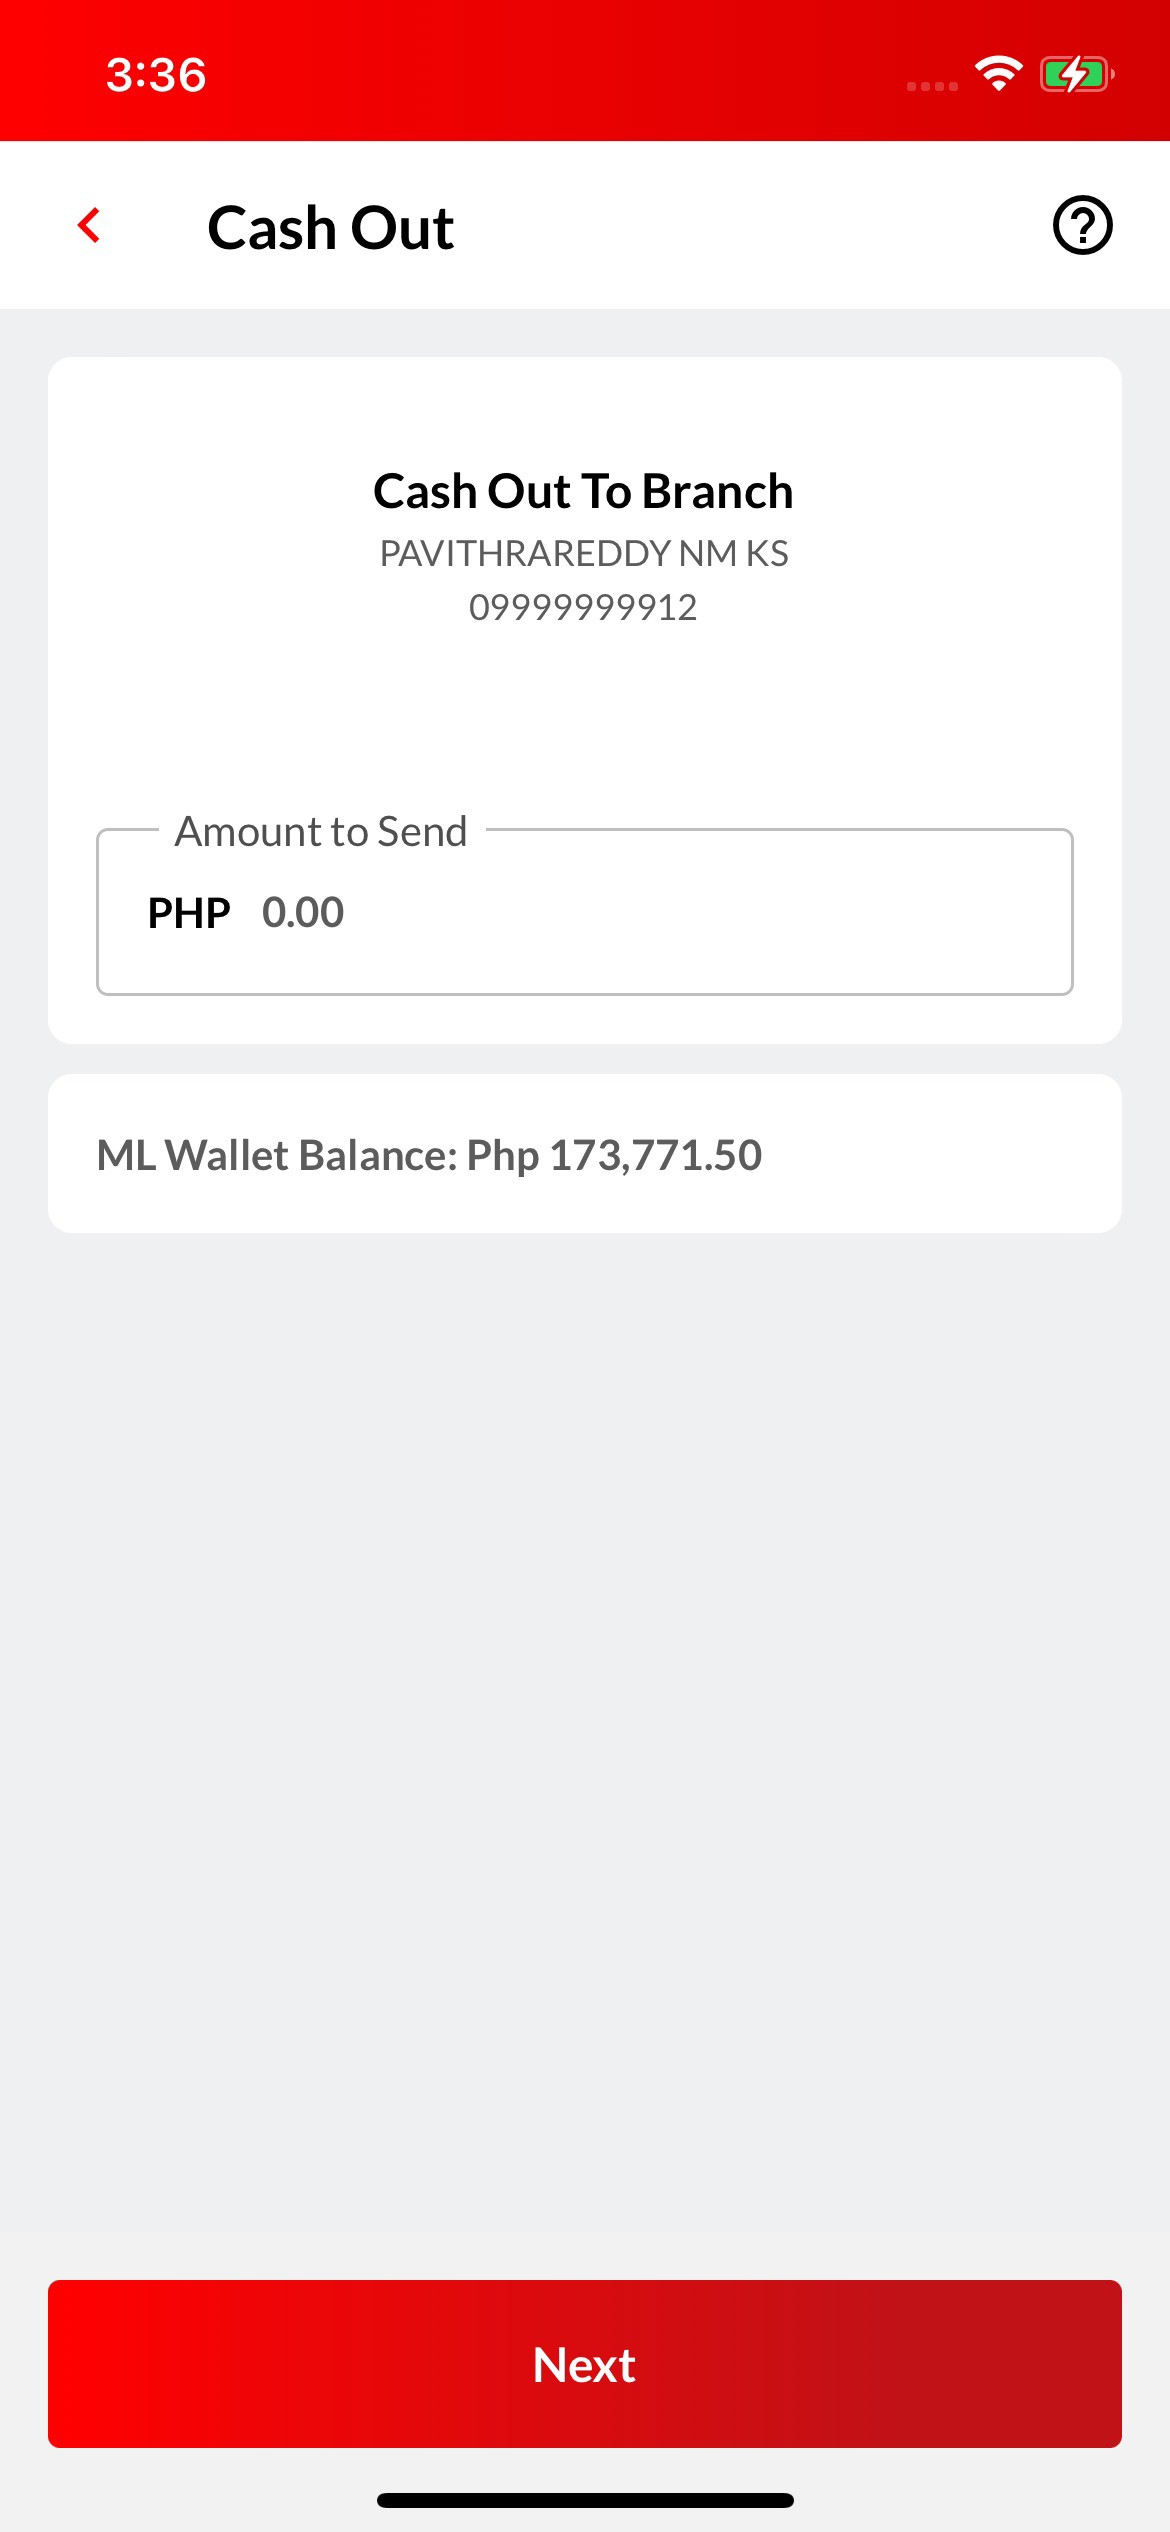 3:36
Cash Out
Cash Out To Branch
PAVITHRAREDDY NM KS
09999999912
Amount to Send
PHP 0.00
ML Wallet Balance: Php 173,771.50
Next